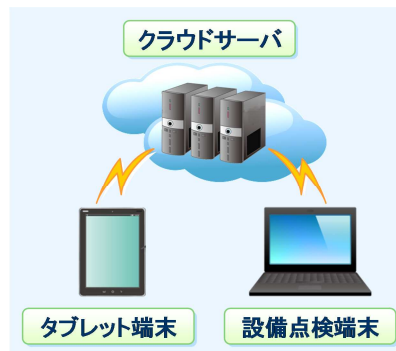 クラウドサーバ
タブレット端末
設備点検端末